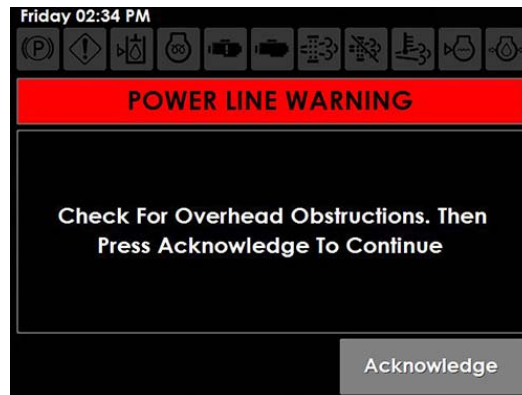 Friday 02:34 PM
POWER LINE WARNING
Check For Overhead Obstructions. Then
Press Acknowledge To Continue
Acknowledge